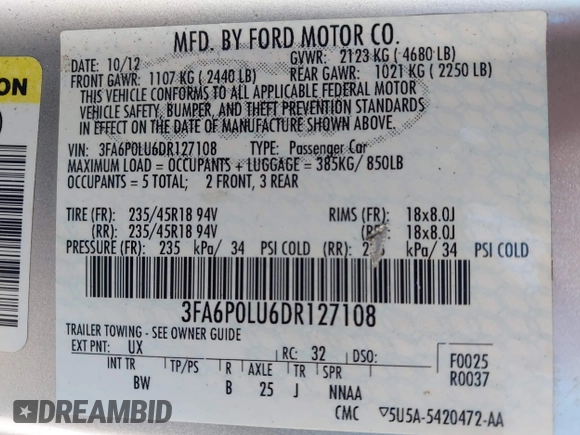 MFD. BY FORD MOTOR CO.
DATE: 10/12 GVWR: 2123 KG ( 4680 LB)
FRONT GAWR: 1107 KG ( 2440 LB) REAR GAWR: 1021 KG ( 2250 LB)
THIS VEHICLE CONFORMS TO ALL APPLICABLE FEDERAL MOTOR
VEHICLE SAFETY, BUMPER, AND THEFT PREVENTION STANDARDS
IN EFFECT ON THE DATE OF MANUFACTURE SHOWN ABOVE.
VIN: 3FA6P0LU6DR127108 TYPE: Passenger Car
MAXIMUM LOAD = OCCUPANTS + LUGGAGE = 385KG/ 850LB
OCCUPANTS = 5 TOTAL; 2 FRONT, 3 REAR
TIRE (FR): 235/45R18 94V RIMS (FR): 18x8.0J
(RR): 235/45R18 94V 18x8.0J
PRESSURE (FR): 235 kPa/ 34 PSI COLD (RR): kPa/ 34 PSI COLD
3FA6P0LU6DR127108
TRAILER TOWING - SEE OWNER GUIDE
EXT PNT: UX RC: 32 DSO: F0025
INT TR TP/PS R AXLE TR SPR R0037
BW B 25 J NNAA
CMC ▽5U5A-5420472-AA
ON
DREAMBID